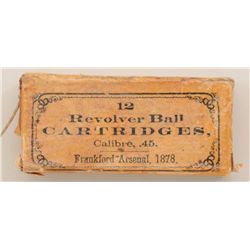 12
Revolver Ball
CARTRIDGES,
Calibre, .45.
Frankford Arsenal, 1878.